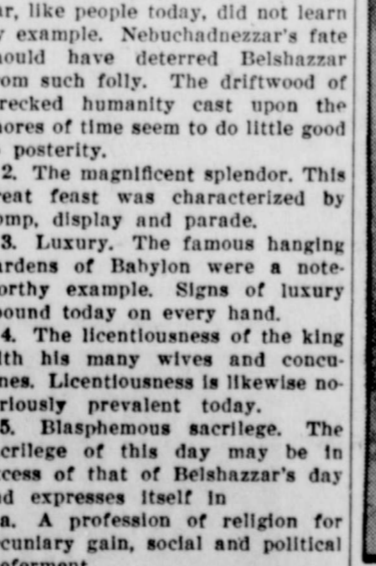 ar, like people today, did not learn
y example. Nebuchadnezzar's fate
hould have deterred Belshazzar
rom such folly. The driftwood of
recked humanity cast upon the
hores of time seem to do little good
posterity.
2. The magnificent splendor. This
reat feast was characterized by
omp, display and parade.
3. Luxury. The famous hanging
ardens of Babylon were a note-
orthy example. Signs of luxury
bound today on every hand.
4. The licentiousness of the king
ith his many wives and concu-
nes. Licentiousness is likewise no-
riously prevalent today.
5. Blasphemous sacrilege. The
crilege of this day may be in
cess of that of Belshazzar's day
d expresses itself in
a. A profession of religion for
cuniary gain, social and political